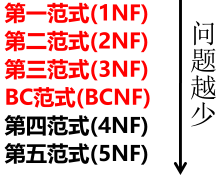 第一范式(1NF)
第二范式(2NF)
第三范式(3NF)
BC范式(BCNF)
第四范式(4NF)
第五范式(5NF)
问题越少